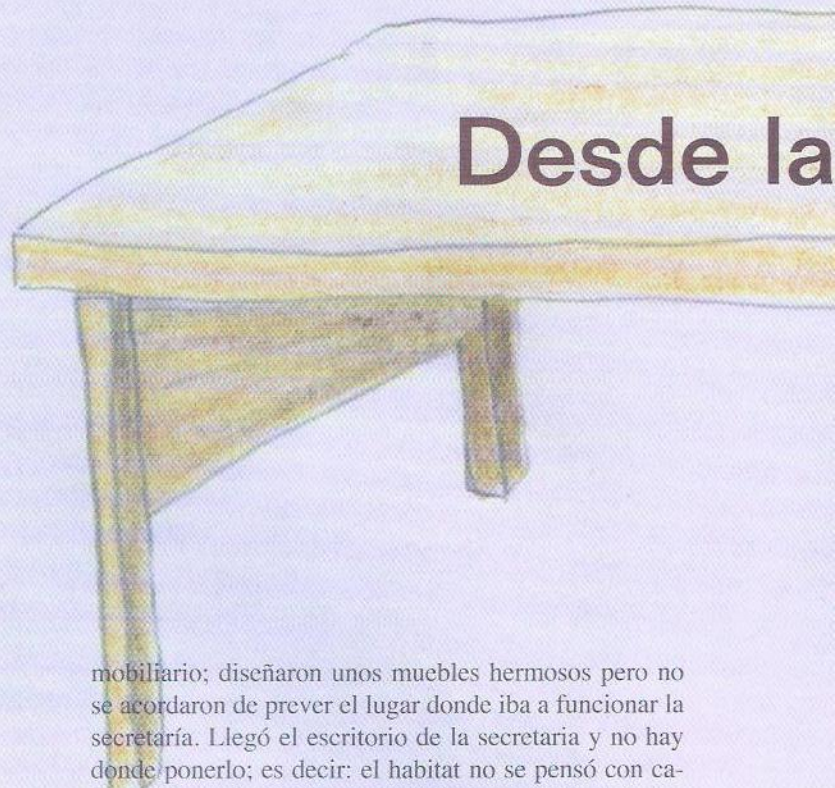 Desde la
mobiliario; diseñaron unos muebles hermosos pero no
se acordaron de prever el lugar donde iba a funcionar la
secretaría. Llegó el escritorio de la secretaria y no hay
donde ponerlo; es decir: el habitat no se pensó con ca-